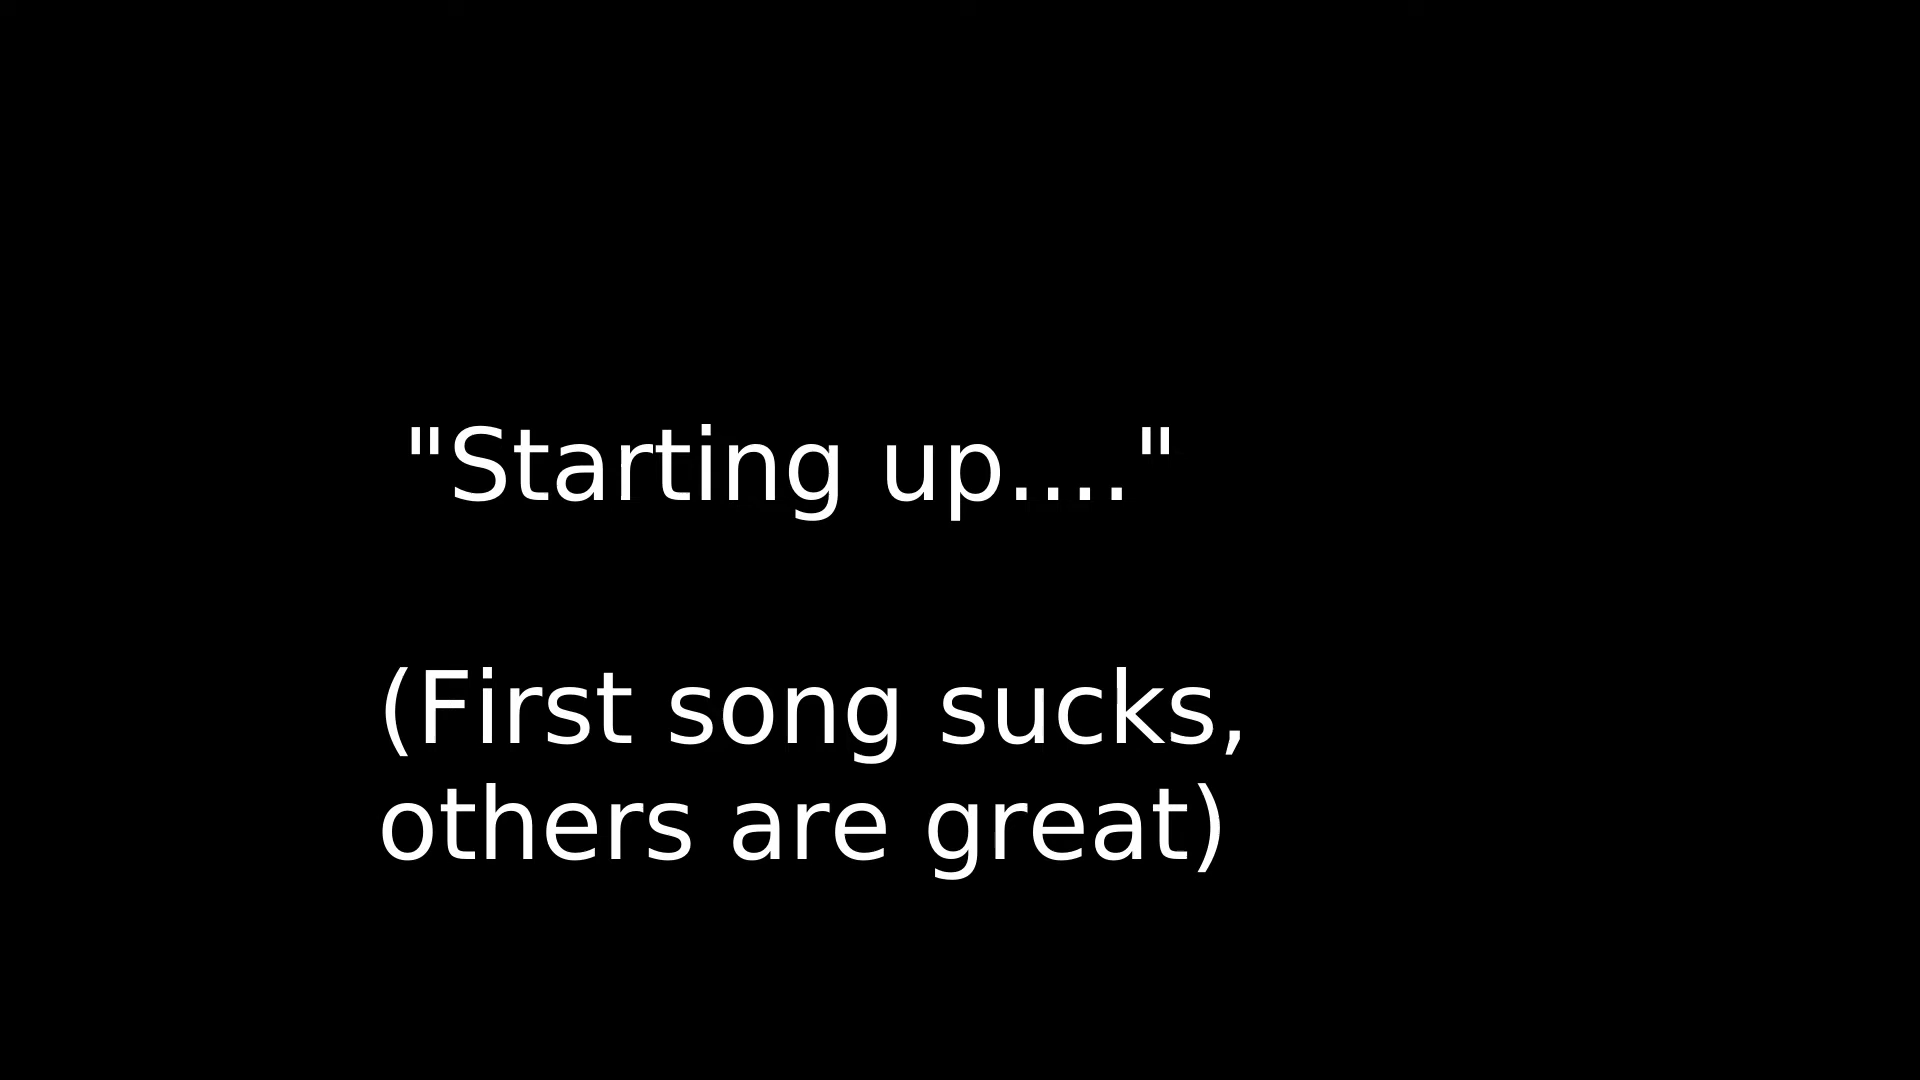 "Starting up...."
(First song sucks,
others are great)